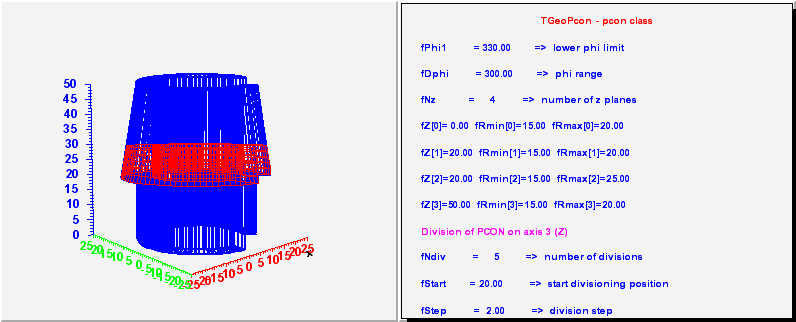 50
45
40
35
30
25
20
15
10
5
0
25 20 15 10 5 0 -5 -10 -15 -20 -25
-25 -20 -15 -10 -5 0 5 10 15 20 25
x
TGeoPcon - pcon class
fPhi1 = 330.00 => lower phi limit
fDphi = 300.00 => phi range
fNz = 4 => number of z planes
fZ[0]= 0.00 fRmin[0]=15.00 fRmax[0]=20.00
fZ[1]=20.00 fRmin[1]=15.00 fRmax[1]=20.00
fZ[2]=20.00 fRmin[2]=15.00 fRmax[2]=25.00
fZ[3]=50.00 fRmin[3]=15.00 fRmax[3]=20.00
Division of PCON on axis 3 (Z)
fNdiv = 5 => number of divisions
fStart = 20.00 => start divisioning position
fStep = 2.00 => division step